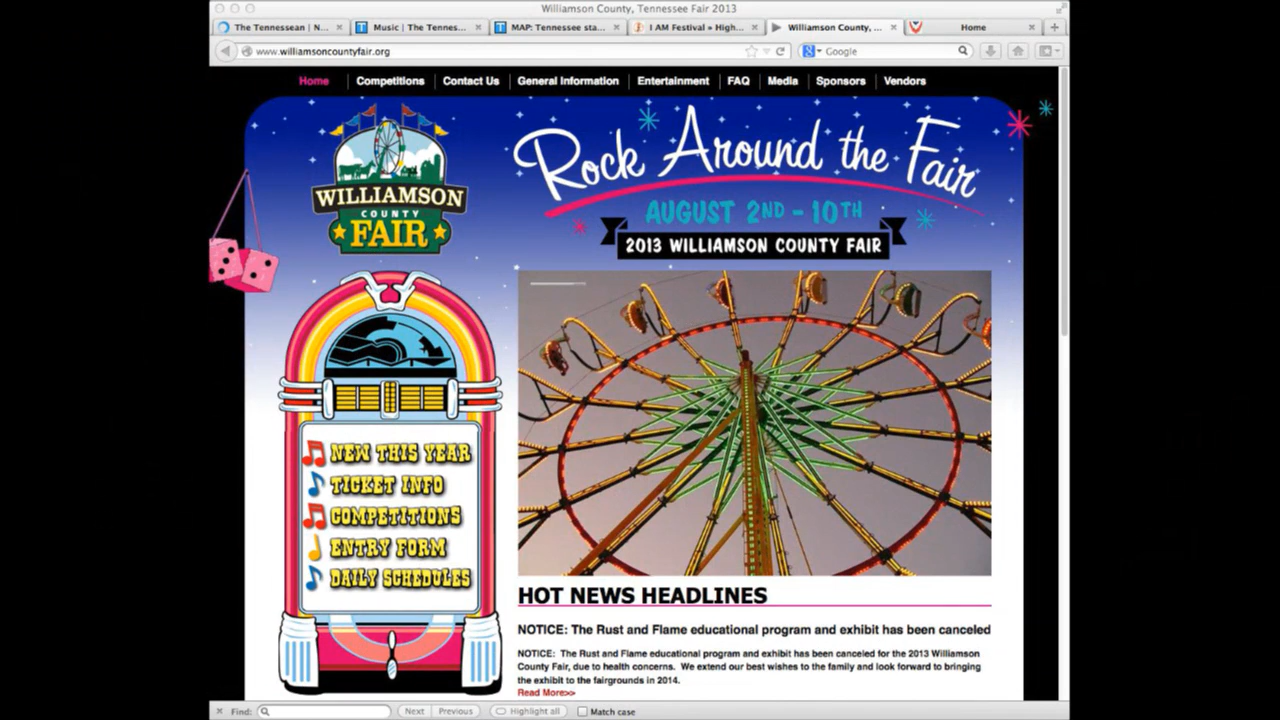 Williamson County, Tennessee Fair 2013
The Tennessean | N...
Music | The Tennes...
MAP: Tennessee sta...
I AM Festival » High...
Williamson County, ...
Home
www.williamsoncountyfair.org
Google
Home
Competitions
Contact Us
General Information
Entertainment
FAQ
Media
Sponsors
Vendors
WILLIAMSON
COUNTY
FAIR
Rock Around the Fair
AUGUST 2ND - 10TH
2013 WILLIAMSON COUNTY FAIR
NEW THIS YEAR
TICKET INFO
COMPETITIONS
ENTRY FORM
DAILY SCHEDULES
HOT NEWS HEADLINES
NOTICE: The Rust and Flame educational program and exhibit has been canceled
NOTICE: The Rust and Flame educational program and exhibit has been canceled for the 2013 Williamson
County Fair, due to health concerns. We extend our best wishes to the family and look forward to bringing
the exhibit to the fairgrounds in 2014.
Read More>>
Find:
Next
Previous
Highlight all
Match case